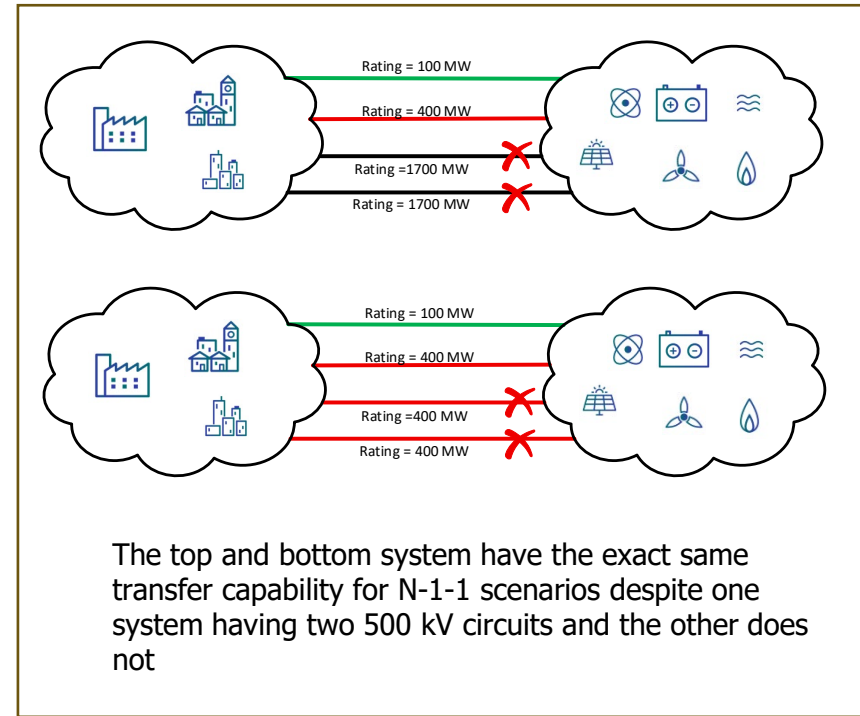 Rating = 100 MW
Rating = 400 MW
Rating =1700 MW
Rating = 1700 MW
Rating = 100 MW
Rating = 400 MW
Rating =400 MW
Rating = 400 MW
The top and bottom system have the exact same
transfer capability for N-1-1 scenarios despite one
system having two 500 kV circuits and the other does
not